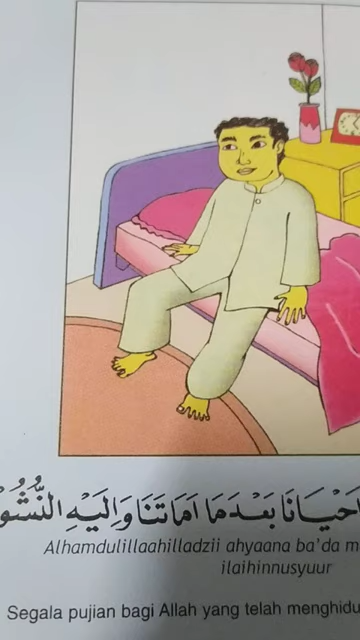 اَحْيَانَا بَعْدَمَا اَمَاتَنَا وَاِلَيْهِ النُّشُو
Alhamdulillaahilladzii ahyaana ba'da m
ilaihinnusyuur
Segala pujian bagi Allah yang telah menghidu